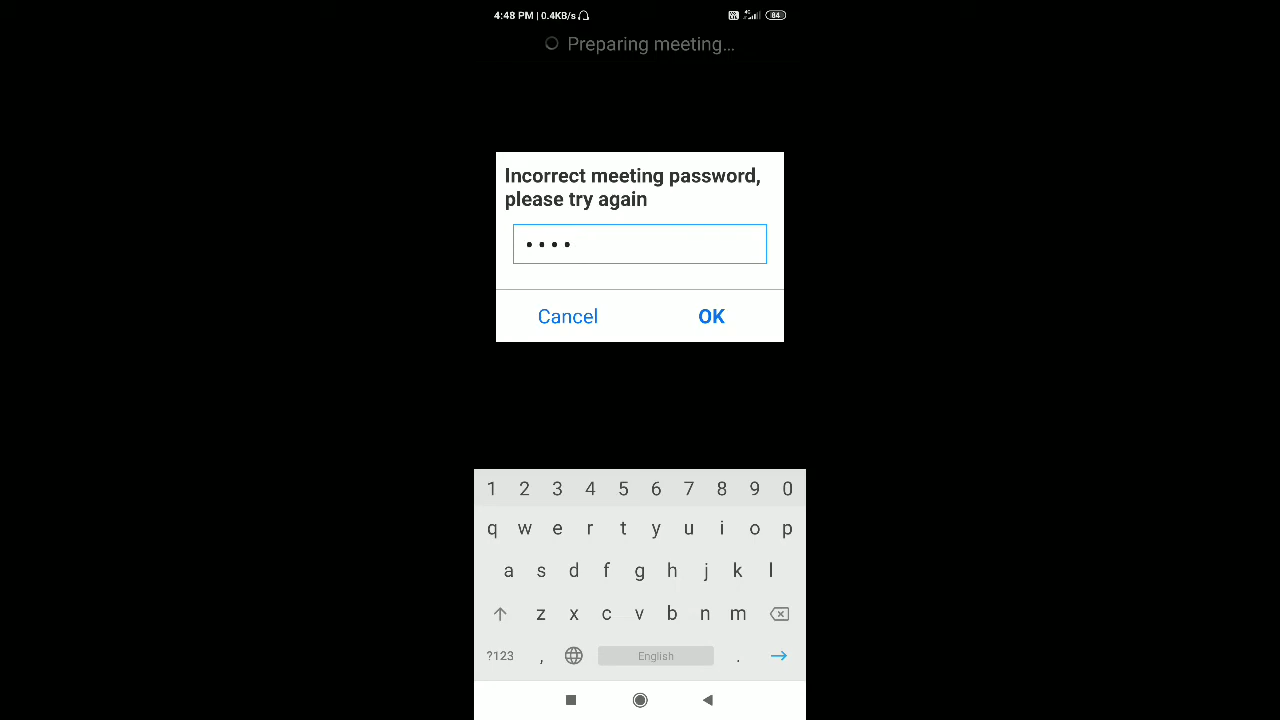 4:48 PM | 0.4KB/s
4G 84
Preparing meeting...
Incorrect meeting password,
please try again
••••
Cancel OK
1 2 3 4 5 6 7 8 9 0
q w e r t y u i o p
a s d f g h j k l
z x c v b n m
?123 , English .